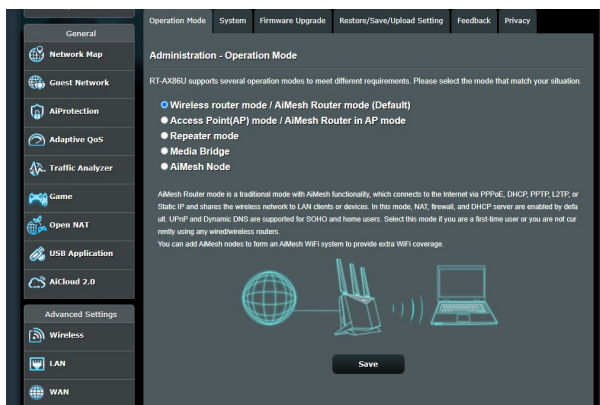 Operation Mode
System
Firmware Upgrade
Restore/Save/Upload Setting
Feedback
Privacy
General
Network Map
Guest Network
AiProtection
Adaptive QoS
Traffic Analyzer
Game
Open NAT
USB Application
AiCloud 2.0
Advanced Settings
Wireless
LAN
WAN
Administration - Operation Mode
RT-AX86U supports several operation modes to meet different requirements. Please select the mode that match your situation.
Wireless router mode / AiMesh Router mode (Default)
Access Point(AP) mode / AiMesh Router in AP mode
Repeater mode
Media Bridge
AiMesh Node
AiMesh Router mode is a traditional mode with AiMesh functionality, which connects to the Internet via PPPoE, DHCP, PPTP, L2TP, or
Static IP and shares the wireless network to LAN clients or devices. In this mode, NAT, firewall, and DHCP server are enabled by defa
ult. UPnP and Dynamic DNS are supported for SOHO and home users. Select this mode if you are a first-time user or you are not cur
rently using any wired/wireless routers.
You can add AiMesh nodes to form an AiMesh WiFi system to provide extra WiFi coverage.
Save